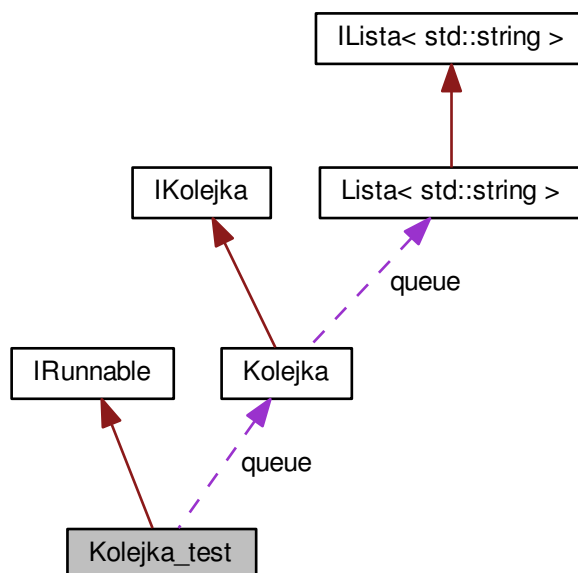 ILista< std::string >
IKolejka
Lista< std::string >
queue
IRunnable
Kolejka
queue
Kolejka_test